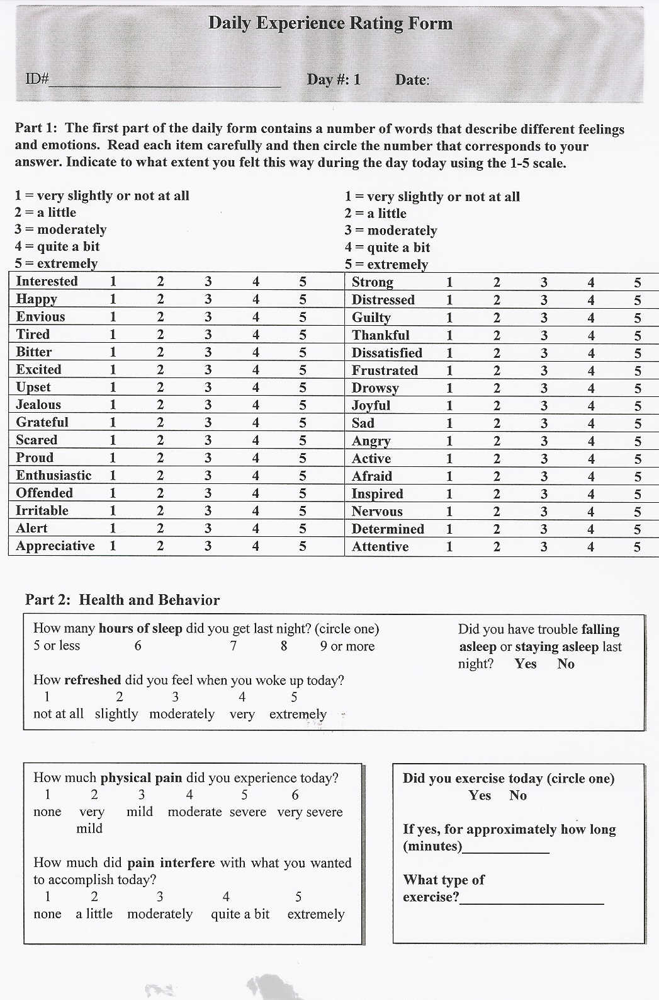 Daily Experience Rating Form
ID#____________________ Day #: 1 Date:
Part 1: The first part of the daily form contains a number of words that describe different feelings
and emotions. Read each item carefully and then circle the number that corresponds to your
answer. Indicate to what extent you felt this way during the day today using the 1-5 scale.
1 = very slightly or not at all
2 = a little
3 = moderately
4 = quite a bit
5 = extremely
1 = very slightly or not at all
2 = a little
3 = moderately
4 = quite a bit
5 = extremely
Interested 1 2 3 4 5 Strong 1 2 3 4 5
Happy 1 2 3 4 5 Distressed 1 2 3 4 5
Envious 1 2 3 4 5 Guilty 1 2 3 4 5
Tired 1 2 3 4 5 Thankful 1 2 3 4 5
Bitter 1 2 3 4 5 Dissatisfied 1 2 3 4 5
Excited 1 2 3 4 5 Frustrated 1 2 3 4 5
Upset 1 2 3 4 5 Drowsy 1 2 3 4 5
Jealous 1 2 3 4 5 Joyful 1 2 3 4 5
Grateful 1 2 3 4 5 Sad 1 2 3 4 5
Scared 1 2 3 4 5 Angry 1 2 3 4 5
Proud 1 2 3 4 5 Active 1 2 3 4 5
Enthusiastic 1 2 3 4 5 Afraid 1 2 3 4 5
Offended 1 2 3 4 5 Inspired 1 2 3 4 5
Irritable 1 2 3 4 5 Nervous 1 2 3 4 5
Alert 1 2 3 4 5 Determined 1 2 3 4 5
Appreciative 1 2 3 4 5 Attentive 1 2 3 4 5
Part 2: Health and Behavior
How many hours of sleep did you get last night? (circle one)
5 or less 6 7 8 9 or more
How refreshed did you feel when you woke up today?
1 2 3 4 5
not at all slightly moderately very extremely
Did you have trouble falling
asleep or staying asleep last
night? Yes No
How much physical pain did you experience today?
1 2 3 4 5 6
none very mild moderate severe very severe
mild
How much did pain interfere with what you wanted
to accomplish today?
1 2 3 4 5
none a little moderately quite a bit extremely
Did you exercise today (circle one)
Yes No
If yes, for approximately how long
(minutes)____________
What type of
exercise?____________________